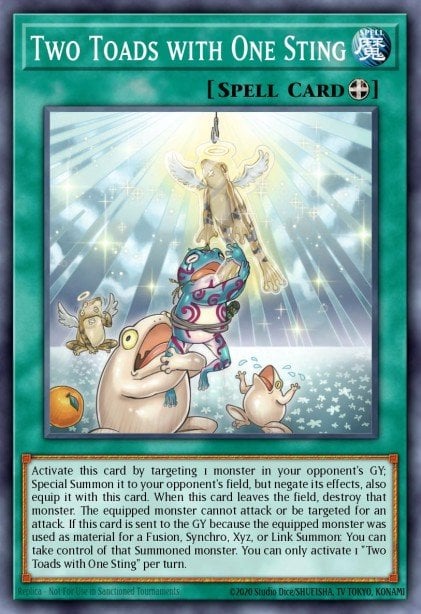 TWO TOADS WITH ONE STING
SPELL
魔
[SPELL CARD]
Activate this card by targeting 1 monster in your opponent's GY;
Special Summon it to your opponent's field, but negate its effects, also
equip it with this card. When this card leaves the field, destroy that
monster. The equipped monster cannot attack or be targeted for an
attack. If this card is sent to the GY because the equipped monster was
used as material for a Fusion, Synchro, Xyz, or Link Summon: You can
take control of that Summoned monster. You can only activate 1 "Two
Toads with One Sting" per turn.
Replica - Not For Use in Sanctioned Tournaments
©2020 Studio Dice/SHUEISHA, TV TOKYO, KONAMI